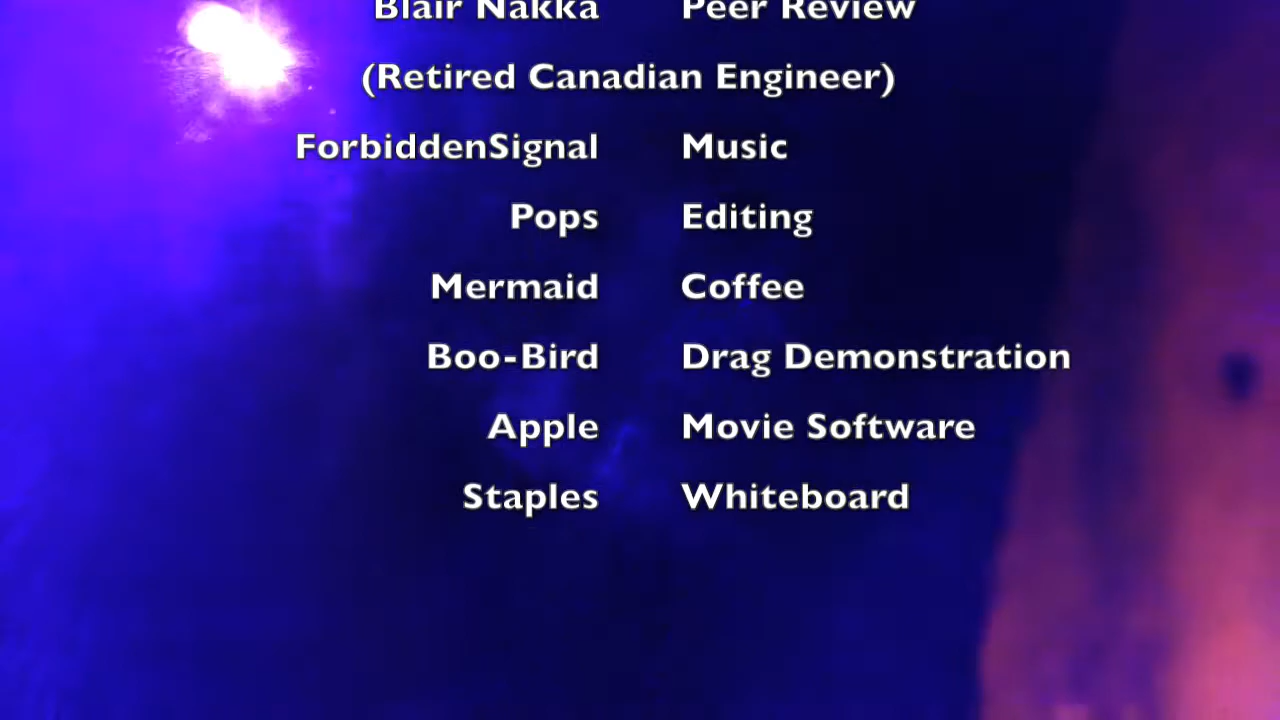 Blair Nakka Peer Review
(Retired Canadian Engineer)
ForbiddenSignal Music
Pops Editing
Mermaid Coffee
Boo-Bird Drag Demonstration
Apple Movie Software
Staples Whiteboard